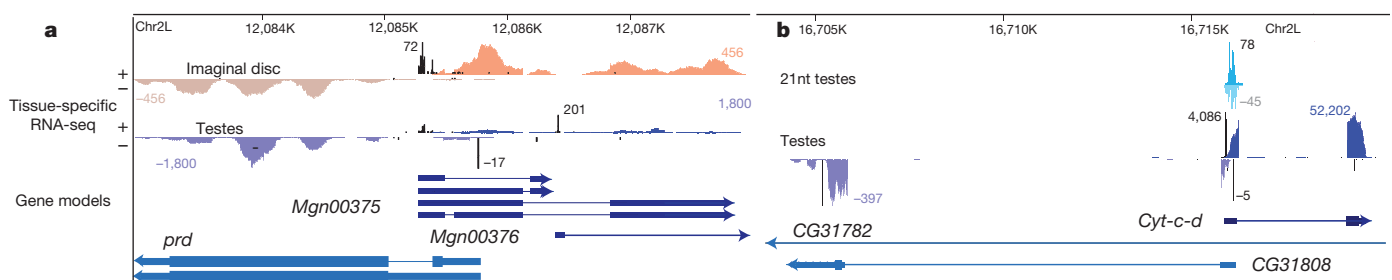 a
Chr2L
12,084K
12,085K
12,086K
12,087K
72
456
Imaginal disc
+
−
−456
Tissue-specific
RNA-seq
+
−
Testes
201
1,800
−1,800
−17
Gene models
Mgn00375
Mgn00376
prd
b
16,705K
16,710K
16,715K
Chr2L
21nt testes
78
−45
Testes
4,086
52,202
−397
−5
Cyt-c-d
CG31782
CG31808